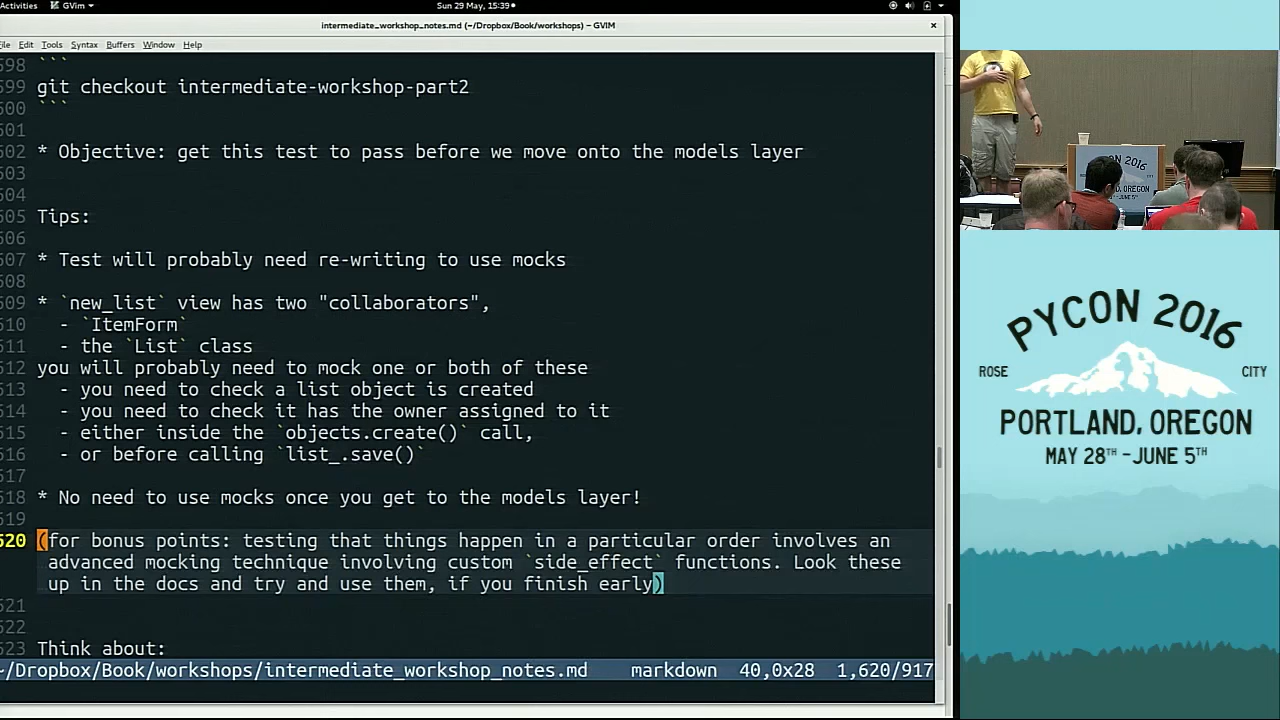 Activities GVim Sun 29 May, 15:39
intermediate_workshop_notes.md (~/Dropbox/Book/workshops) – GVIM ×
File Edit Tools Syntax Buffers Window Help
598 ```
599 git checkout intermediate-workshop-part2
600 ```
601
602 * Objective: get this test to pass before we move onto the models layer
603
604
605 Tips:
606
607 * Test will probably need re-writing to use mocks
608
609 * `new_list` view has two "collaborators",
610 - `ItemForm`
611 - the `List` class
612 you will probably need to mock one or both of these
613 - you need to check a list object is created
614 - you need to check it has the owner assigned to it
615 - either inside the `objects.create()` call,
616 - or before calling `list_.save()`
617
618 * No need to use mocks once you get to the models layer!
619
620 (for bonus points: testing that things happen in a particular order involves an
advanced mocking technique involving custom `side_effect` functions. Look these
up in the docs and try and use them, if you finish early)
621
622
623 Think about:
~/Dropbox/Book/workshops/intermediate_workshop_notes.md markdown 40,0x28 1,620/917
PYCON 2016
PORTLAND, OREGON
PYCON 2016
ROSE CITY
PORTLAND, OREGON
MAY 28TH - JUNE 5TH